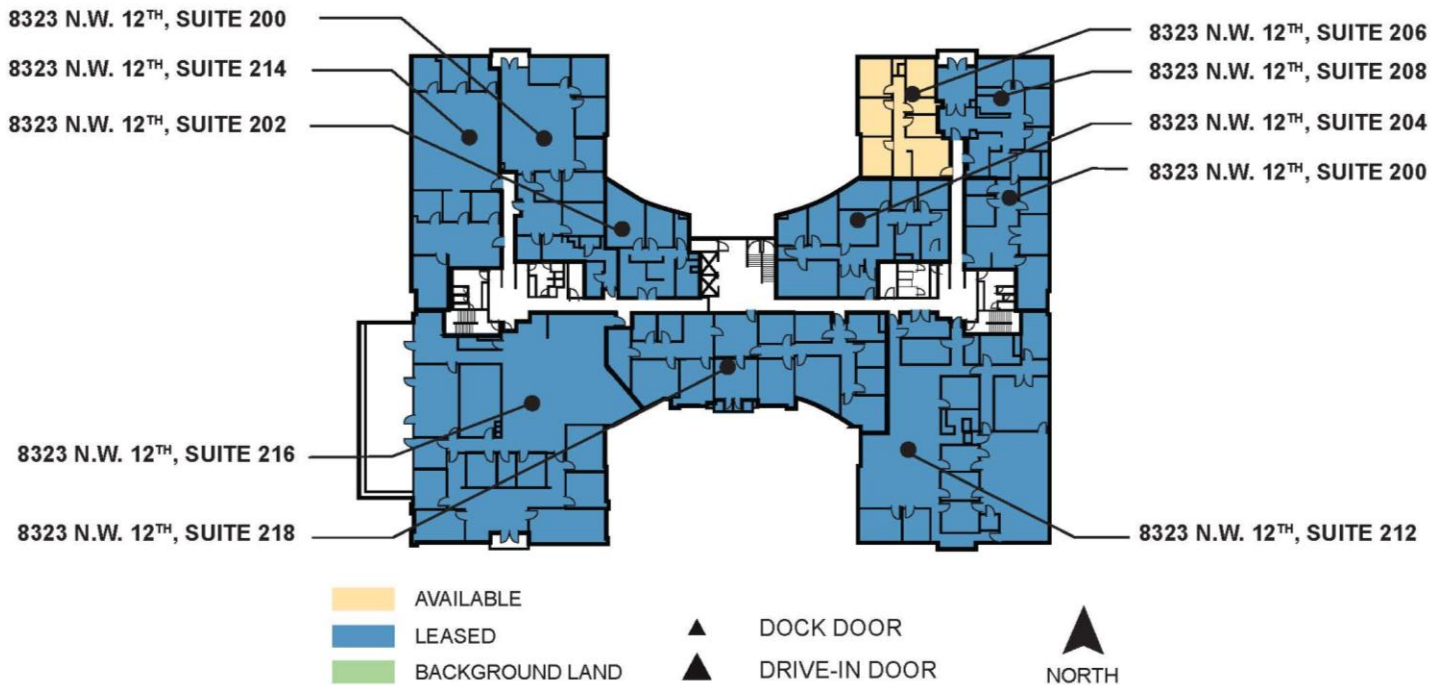 8323 N.W. 12TH, SUITE 200
8323 N.W. 12TH, SUITE 214
8323 N.W. 12TH, SUITE 202
8323 N.W. 12TH, SUITE 206
8323 N.W. 12TH, SUITE 208
8323 N.W. 12TH, SUITE 204
8323 N.W. 12TH, SUITE 200
8323 N.W. 12TH, SUITE 216
8323 N.W. 12TH, SUITE 218
8323 N.W. 12TH, SUITE 212
AVAILABLE
LEASED
BACKGROUND LAND
DOCK DOOR
DRIVE-IN DOOR
NORTH